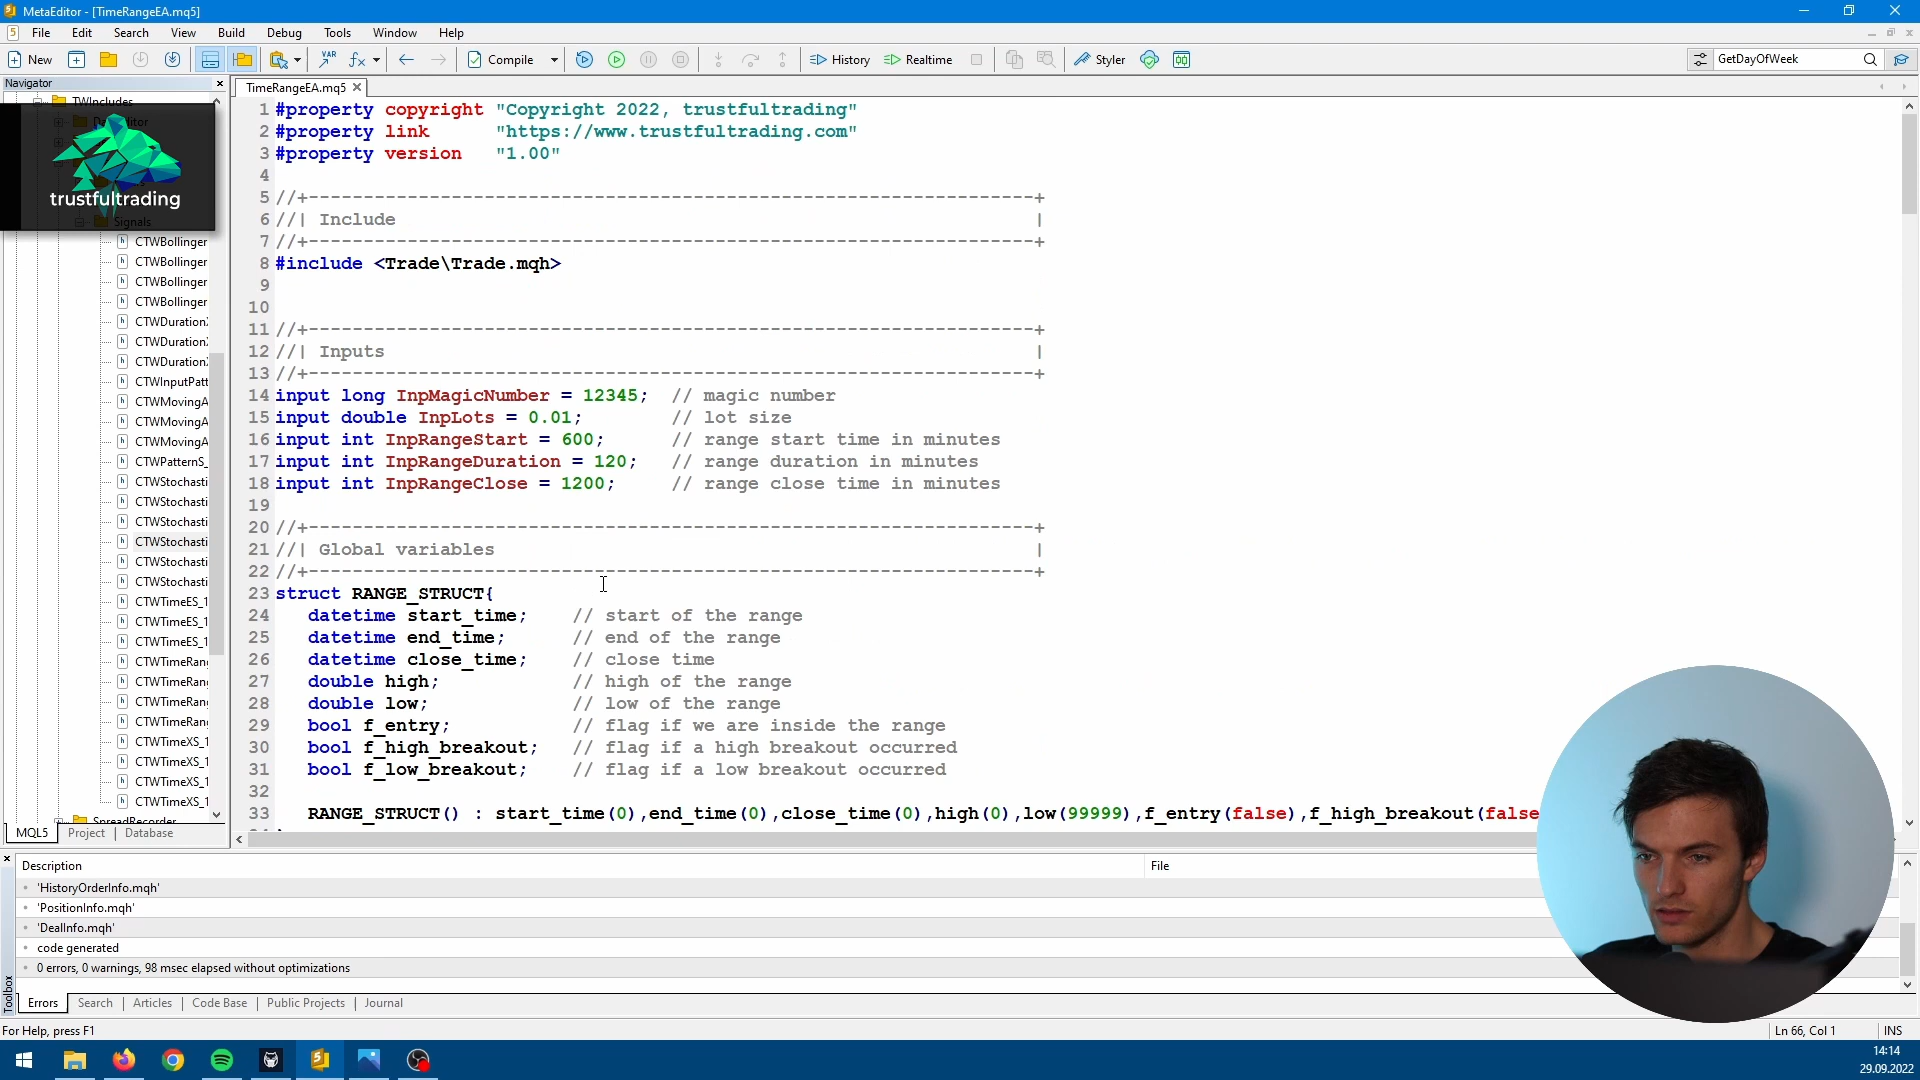 MetaEditor - [TimeRangeEA.mq5]
File Edit Search View Build Debug Tools Window Help
New VAR Compile History Realtime Styler GetDayOfWeek
Navigator
TWIncludes
trustfultrading
Signals
CTWBollinger
CTWBollinger
CTWBollinger
CTWBollinger
CTWDuration
CTWDuration
CTWDuration
CTWInputPatt
CTWMovingA
CTWMovingA
CTWMovingA
CTWPatternS_
CTWStochasti
CTWStochasti
CTWStochasti
CTWStochasti
CTWStochasti
CTWStochasti
CTWTimeES_1
CTWTimeES_1
CTWTimeES_1
CTWTimeRan
CTWTimeRan
CTWTimeRan
CTWTimeRan
CTWTimeXS_1
CTWTimeXS_1
CTWTimeXS_1
CTWTimeXS_1
SpreadRecorder
MQL5 Project Database
TimeRangeEA.mq5
1 #property copyright "Copyright 2022, trustfultrading"
2 #property link      "https://www.trustfultrading.com"
3 #property version   "1.00"
4
5 //+------------------------------------------------------------------+
6 //| Include                                                          |
7 //+------------------------------------------------------------------+
8 #include <Trade\Trade.mqh>
9
10
11 //+------------------------------------------------------------------+
12 //| Inputs                                                           |
13 //+------------------------------------------------------------------+
14 input long InpMagicNumber = 12345;  // magic number
15 input double InpLots = 0.01;        // lot size
16 input int InpRangeStart = 600;      // range start time in minutes
17 input int InpRangeDuration = 120;   // range duration in minutes
18 input int InpRangeClose = 1200;     // range close time in minutes
19
20 //+------------------------------------------------------------------+
21 //| Global variables                                                 |
22 //+------------------------------------------------------------------+
23 struct RANGE_STRUCT{
24    datetime start_time;    // start of the range
25    datetime end_time;      // end of the range
26    datetime close_time;    // close time
27    double high;            // high of the range
28    double low;             // low of the range
29    bool f_entry;           // flag if we are inside the range
30    bool f_high_breakout;   // flag if a high breakout occurred
31    bool f_low_breakout;    // flag if a low breakout occurred
32
33    RANGE_STRUCT() : start_time(0),end_time(0),close_time(0),high(0),low(99999),f_entry(false),f_high_breakout(false
Description File
'HistoryOrderInfo.mqh'
'PositionInfo.mqh'
'DealInfo.mqh'
code generated
0 errors, 0 warnings, 98 msec elapsed without optimizations
Toolbox
Errors Search Articles Code Base Public Projects Journal
For Help, press F1 Ln 66, Col 1 INS
14:14
29.09.2022